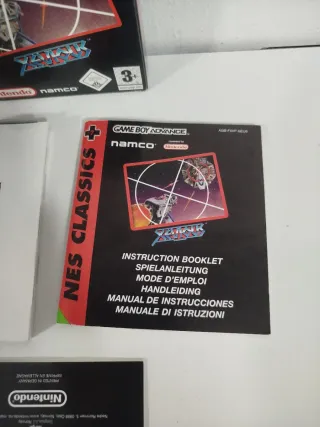 XEVIOUS
3+
Nintendo
namco
NES CLASSICS
GAME BOY ADVANCE
namco
Nintendo
XEVIOUS
INSTRUCTION BOOKLET
SPIELANLEITUNG
MODE D'EMPLOI
HANDLEIDING
MANUAL DE INSTRUCCIONES
MANUALE DI ISTRUZIONI
PRINTED IN GERMANY
Nintendo